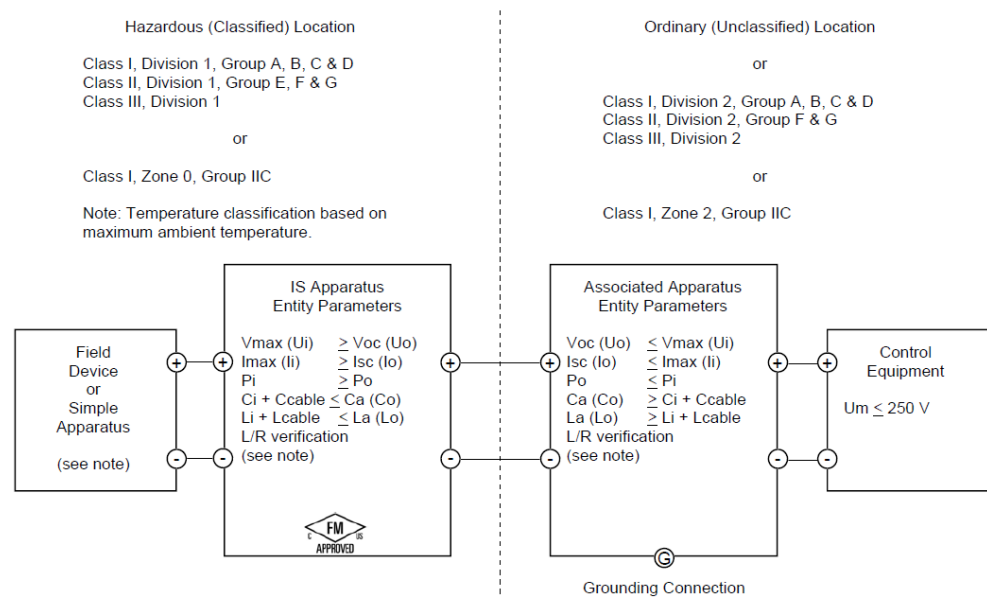 Hazardous (Classified) Location
Class I, Division 1, Group A, B, C & D
Class II, Division 1, Group E, F & G
Class III, Division 1
or
Class I, Zone 0, Group IIC
Note: Temperature classification based on
maximum ambient temperature.
Ordinary (Unclassified) Location
or
Class I, Division 2, Group A, B, C & D
Class II, Division 2, Group F & G
Class III, Division 2
or
Class I, Zone 2, Group IIC
Field
Device
or
Simple
Apparatus
(see note)
+
-
+
-
IS Apparatus
Entity Parameters
Vmax (Ui) ≥ Voc (Uo)
Imax (Ii) ≥ Isc (Io)
Pi ≥ Po
Ci + Ccable ≤ Ca (Co)
Li + Lcable ≤ La (Lo)
L/R verification
(see note)
C FM US
APPROVED
+
-
+
-
Associated Apparatus
Entity Parameters
Voc (Uo) ≤ Vmax (Ui)
Isc (Io) ≤ Imax (Ii)
Po ≤ Pi
Ca (Co) ≥ Ci + Ccable
La (Lo) ≥ Li + Lcable
L/R verification
(see note)
G
Grounding Connection
+
-
+
-
Control
Equipment
Um ≤ 250 V